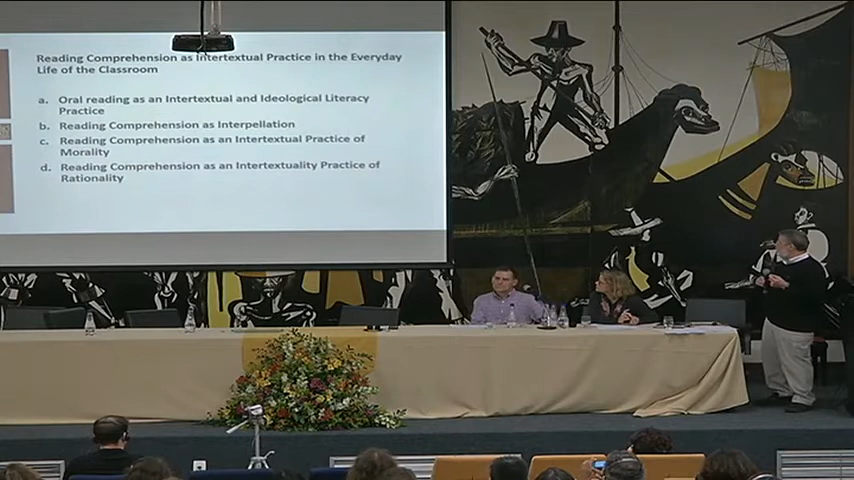 Reading Comprehension as Intertextual Practice in the Everyday
Life of the Classroom
a. Oral reading as an Intertextual and Ideological Literacy
Practice
b. Reading Comprehension as Interpellation
c. Reading Comprehension as an Intertextual Practice of
Morality
d. Reading Comprehension as an Intertextuality Practice of
Rationality